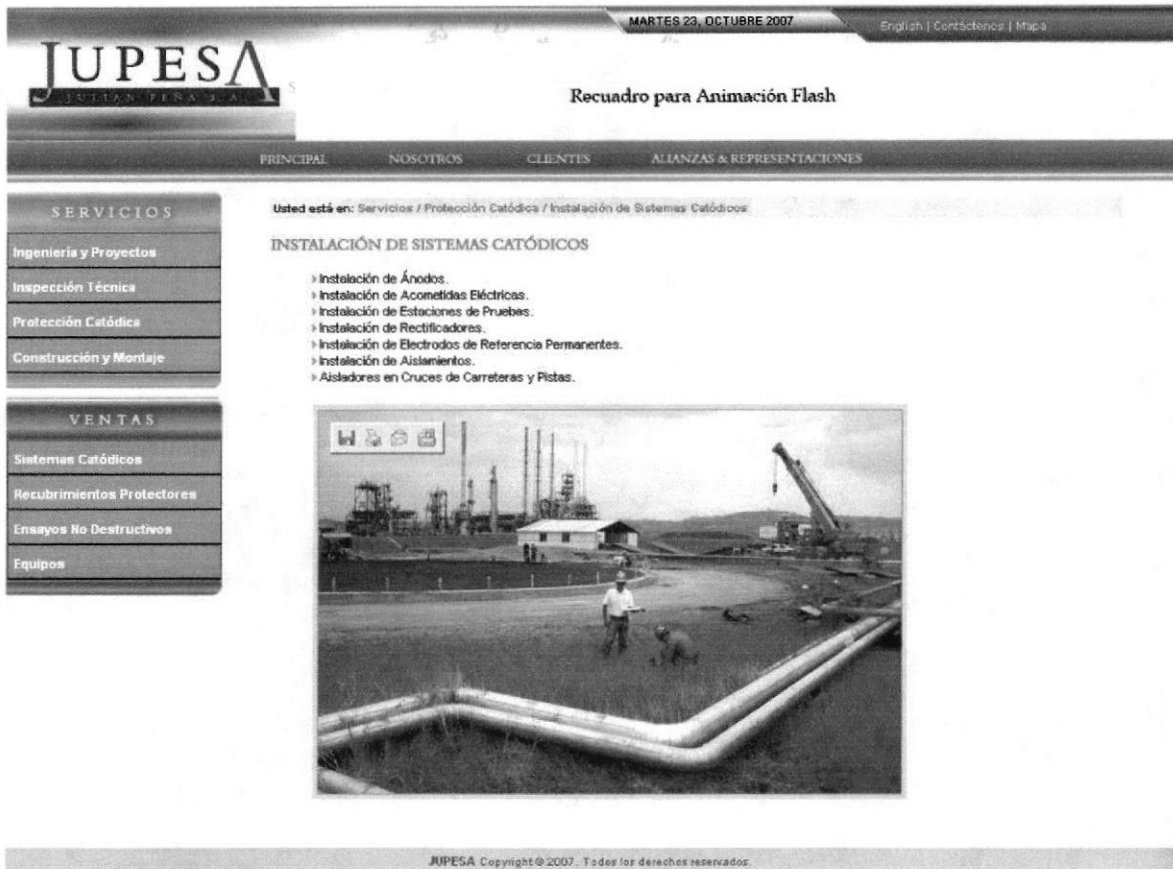 MARTES 23, OCTUBRE 2007
English | Contáctenos | Mapa
JUPESA
JULIAN PEÑA S.A.
Recuadro para Animación Flash
PRINCIPAL NOSOTROS CLIENTES ALIANZAS & REPRESENTACIONES
SERVICIOS
Ingeniería y Proyectos
Inspección Técnica
Protección Catódica
Construcción y Montaje
VENTAS
Sistemas Catódicos
Recubrimientos Protectores
Ensayos No Destructivos
Equipos
Usted está en: Servicios / Protección Catódica / Instalación de Sistemas Catódicos
INSTALACIÓN DE SISTEMAS CATÓDICOS
Instalación de Ánodos.
Instalación de Acometidas Eléctricas.
Instalación de Estaciones de Pruebas.
Instalación de Rectificadores.
Instalación de Electrodos de Referencia Permanentes.
Instalación de Aislamientos.
Aisladores en Cruces de Carreteras y Pistas.
JUPESA Copyright © 2007. Todos los derechos reservados.